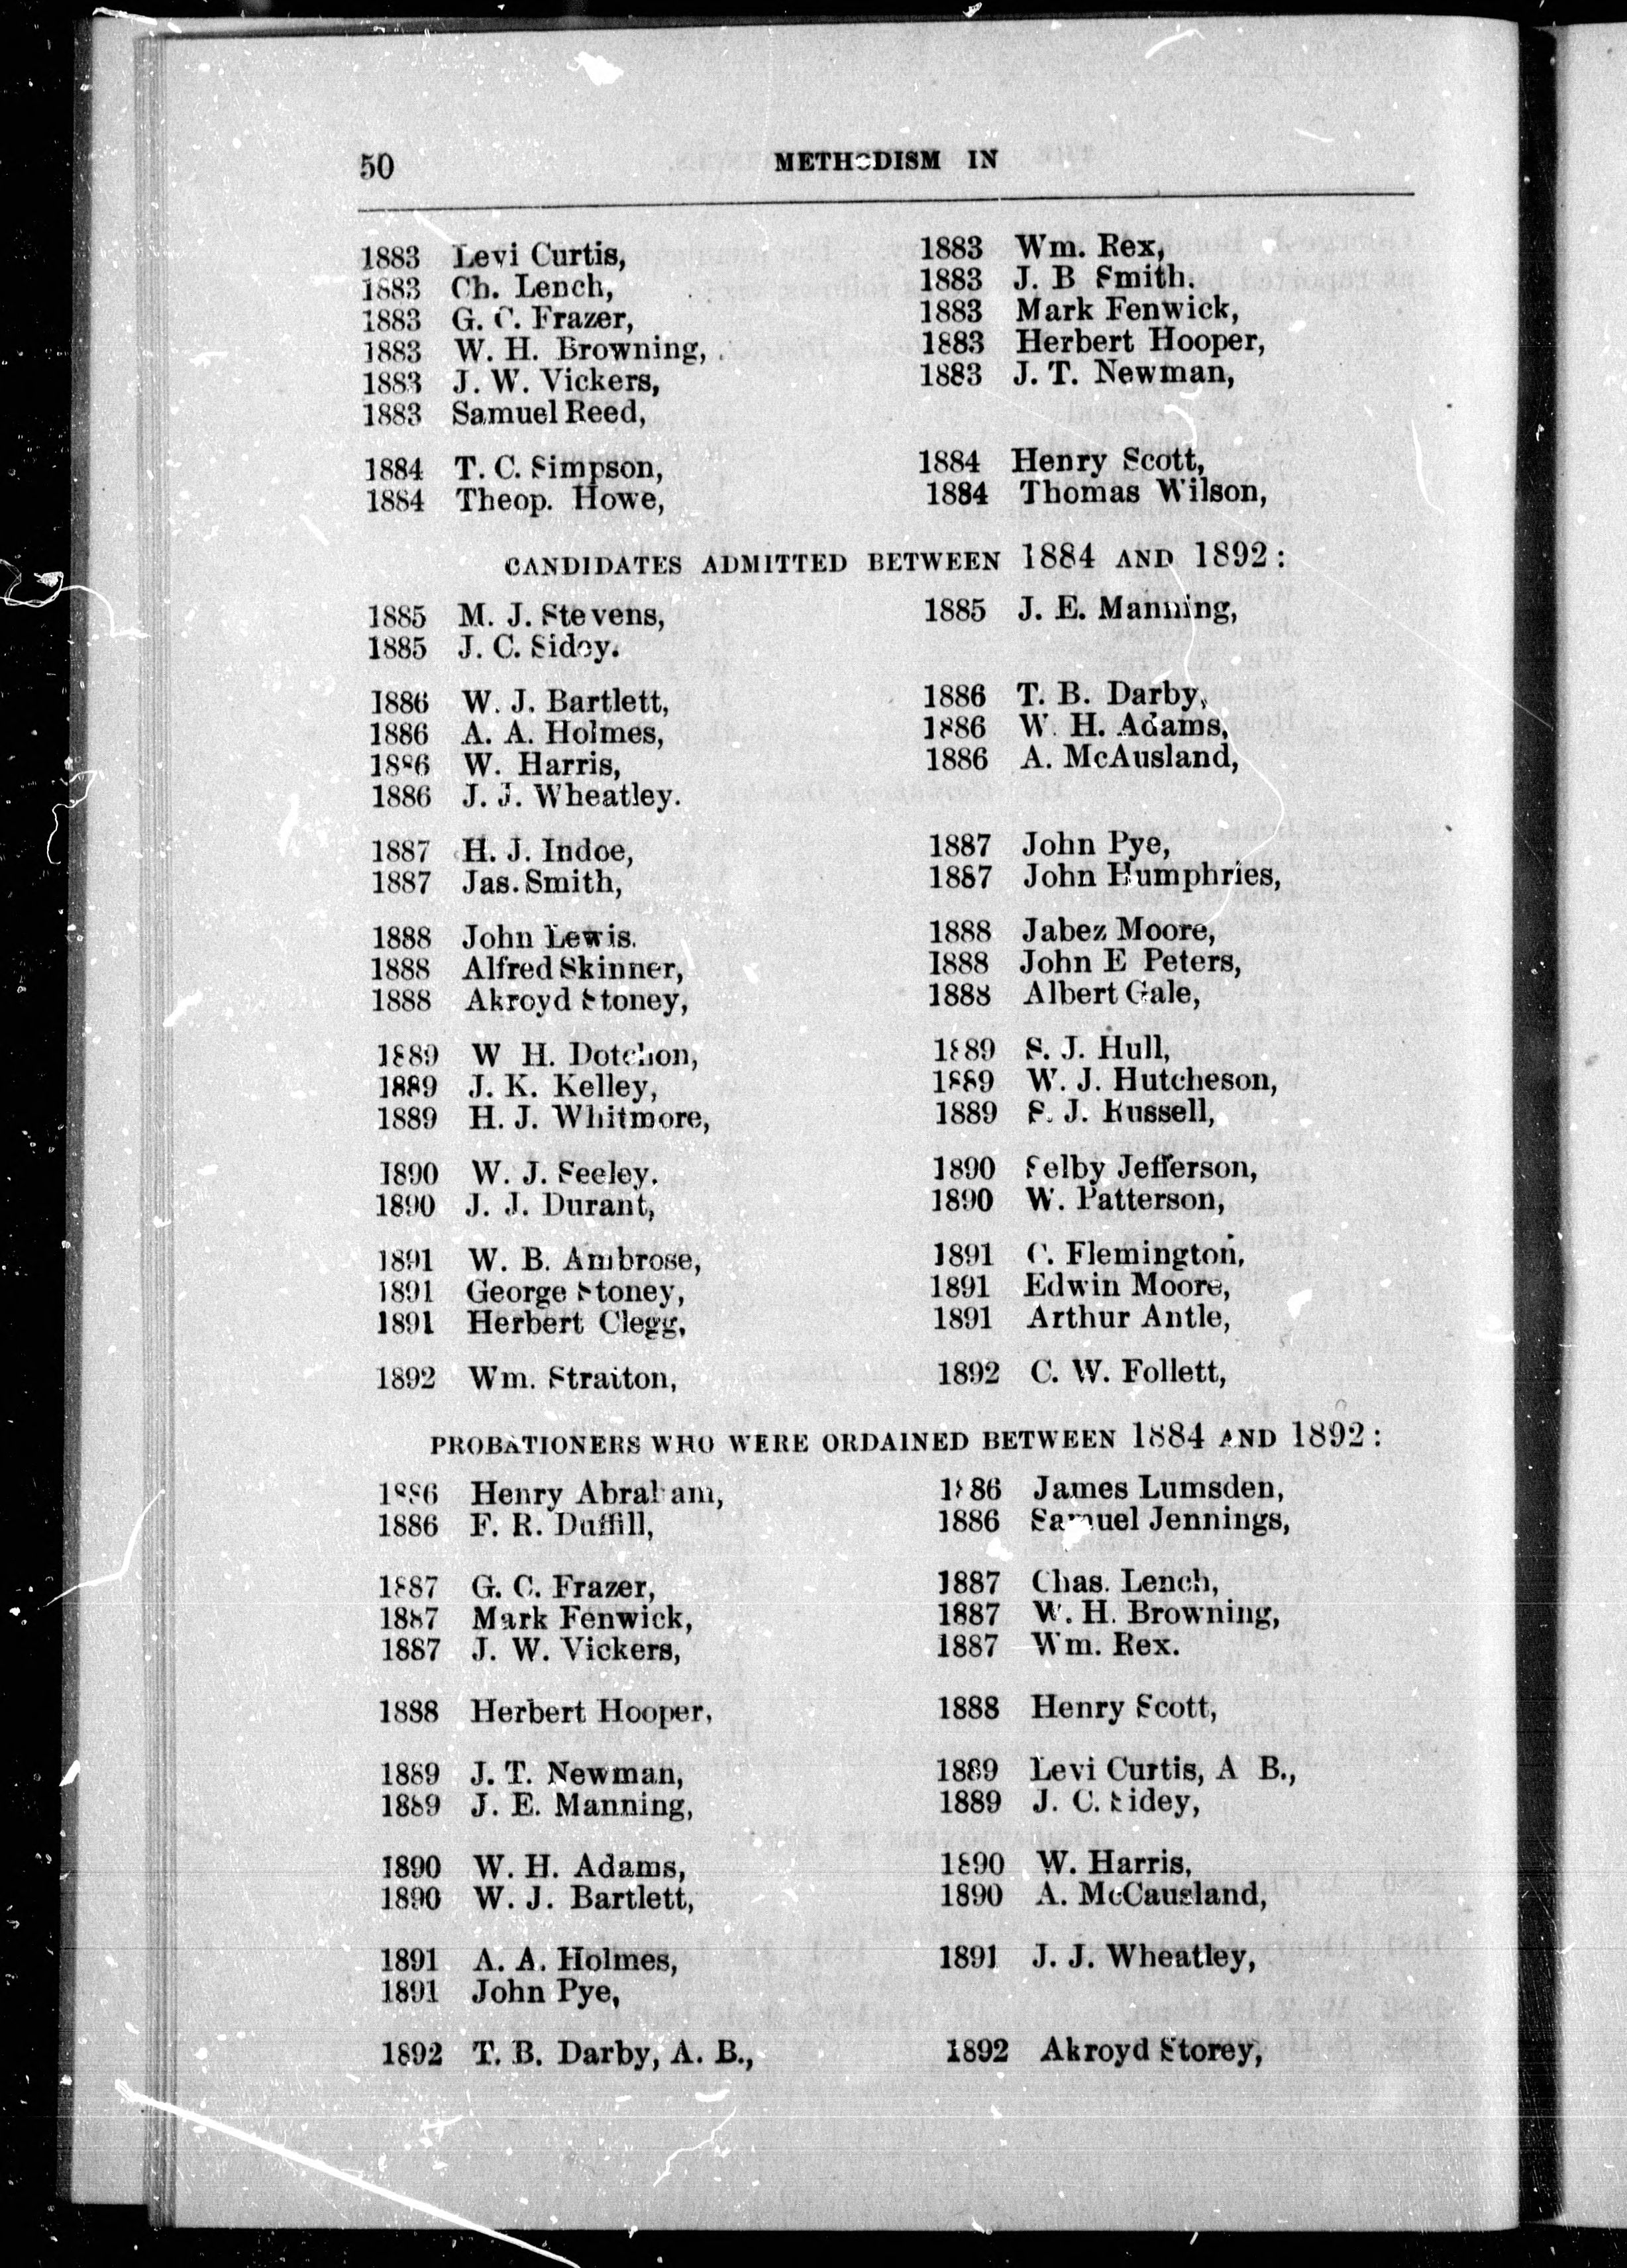 50 METHODISM IN
1883 Levi Curtis, 1883 Wm. Rex,
1883 Ch. Lench, 1883 J. B Smith.
1883 G. C. Frazer, 1883 Mark Fenwick,
1883 W. H. Browning, 1883 Herbert Hooper,
1883 J. W. Vickers, 1883 J. T. Newman,
1883 Samuel Reed,
1884 T. C. Simpson, 1884 Henry Scott,
1884 Theop. Howe, 1884 Thomas Wilson,
CANDIDATES ADMITTED BETWEEN 1884 AND 1892:
1885 M. J. Stevens, 1885 J. E. Manning,
1885 J. C. Sidey.
1886 W. J. Bartlett, 1886 T. B. Darby,
1886 A. A. Holmes, 1886 W. H. Adams,
1886 W. Harris, 1886 A. McAusland,
1886 J. J. Wheatley.
1887 H. J. Indoe, 1887 John Pye,
1887 Jas. Smith, 1887 John Humphries,
1888 John Lewis. 1888 Jabez Moore,
1888 Alfred Skinner, 1888 John E Peters,
1888 Akroyd Stoney, 1888 Albert Gale,
1889 W H. Dotchon, 1889 S. J. Hull,
1889 J. K. Kelley, 1889 W. J. Hutcheson,
1889 H. J. Whitmore, 1889 S. J. Russell,
1890 W. J. Seeley. 1890 Selby Jefferson,
1890 J. J. Durant, 1890 W. Patterson,
1891 W. B. Ambrose, 1891 C. Flemington,
1891 George Stoney, 1891 Edwin Moore,
1891 Herbert Clegg, 1891 Arthur Antle,
1892 Wm. Straiton, 1892 C. W. Follett,
PROBATIONERS WHO WERE ORDAINED BETWEEN 1884 AND 1892:
1886 Henry Abraham, 1886 James Lumsden,
1886 F. R. Duffill, 1886 Samuel Jennings,
1887 G. C. Frazer, 1887 Chas. Lench,
1887 Mark Fenwick, 1887 W. H. Browning,
1887 J. W. Vickers, 1887 Wm. Rex.
1888 Herbert Hooper, 1888 Henry Scott,
1889 J. T. Newman, 1889 Levi Curtis, A B.,
1889 J. E. Manning, 1889 J. C. Sidey,
1890 W. H. Adams, 1890 W. Harris,
1890 W. J. Bartlett, 1890 A. McCausland,
1891 A. A. Holmes, 1891 J. J. Wheatley,
1891 John Pye,
1892 T. B. Darby, A. B., 1892 Akroyd Storey,